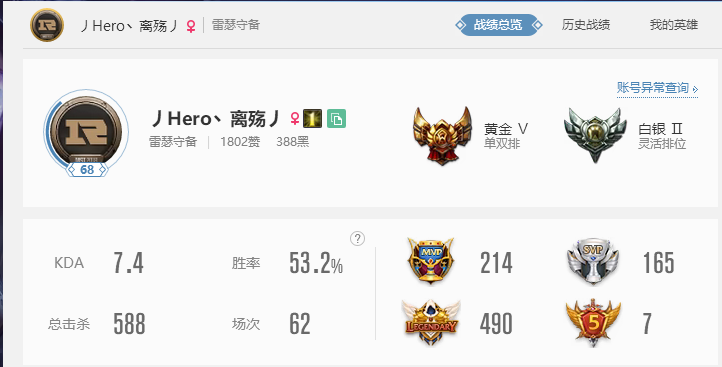 丿Hero丶 离殇丿 雷瑟守备 战绩总览 历史战绩 我的英雄
账号异常查询
丿Hero丶 离殇丿
雷瑟守备 1802赞 388黑
68
黄金 V
单双排
白银 II
灵活排位
KDA 7.4 胜率 53.2% ? MVP 214 SVP 165
总击杀 588 场次 62 LEGENDARY 490 5 7